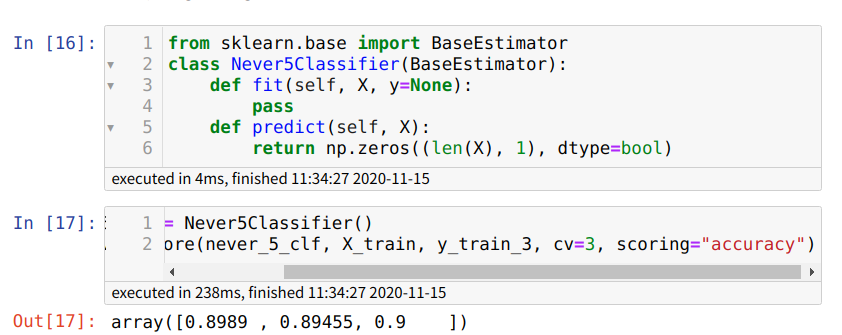 In [16]:
1 from sklearn.base import BaseEstimator
2 class Never5Classifier(BaseEstimator):
3     def fit(self, X, y=None):
4         pass
5     def predict(self, X):
6         return np.zeros((len(X), 1), dtype=bool)
executed in 4ms, finished 11:34:27 2020-11-15
In [17]:
1 = Never5Classifier()
2 ore(never_5_clf, X_train, y_train_3, cv=3, scoring="accuracy")
executed in 238ms, finished 11:34:27 2020-11-15
Out[17]: array([0.8989 , 0.89455, 0.9    ])